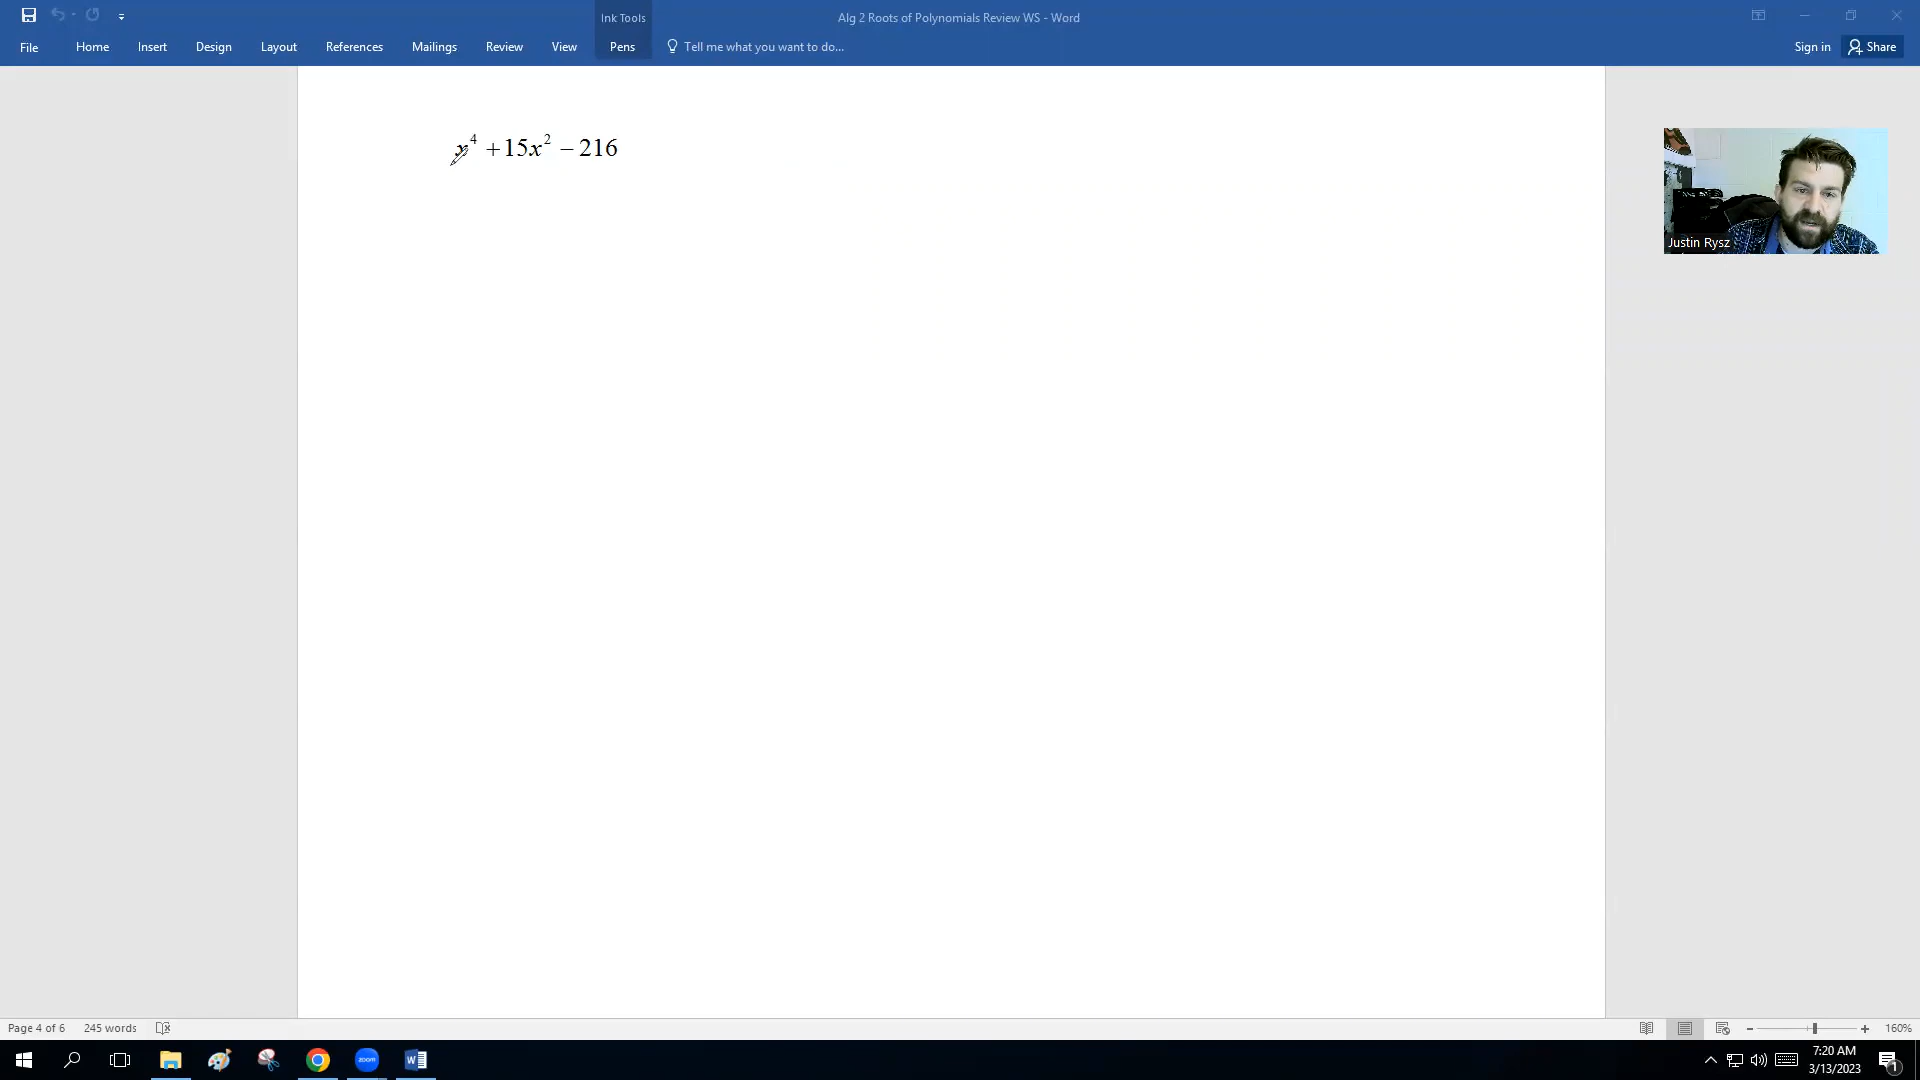 Ink Tools
Alg 2 Roots of Polynomials Review WS - Word
File Home Insert Design Layout References Mailings Review View Pens Tell me what you want to do... Sign in Share
x⁴ + 15x² − 216
Justin Rysz
Page 4 of 6 245 words 160%
zoom
W
7:20 AM
3/13/2023
1